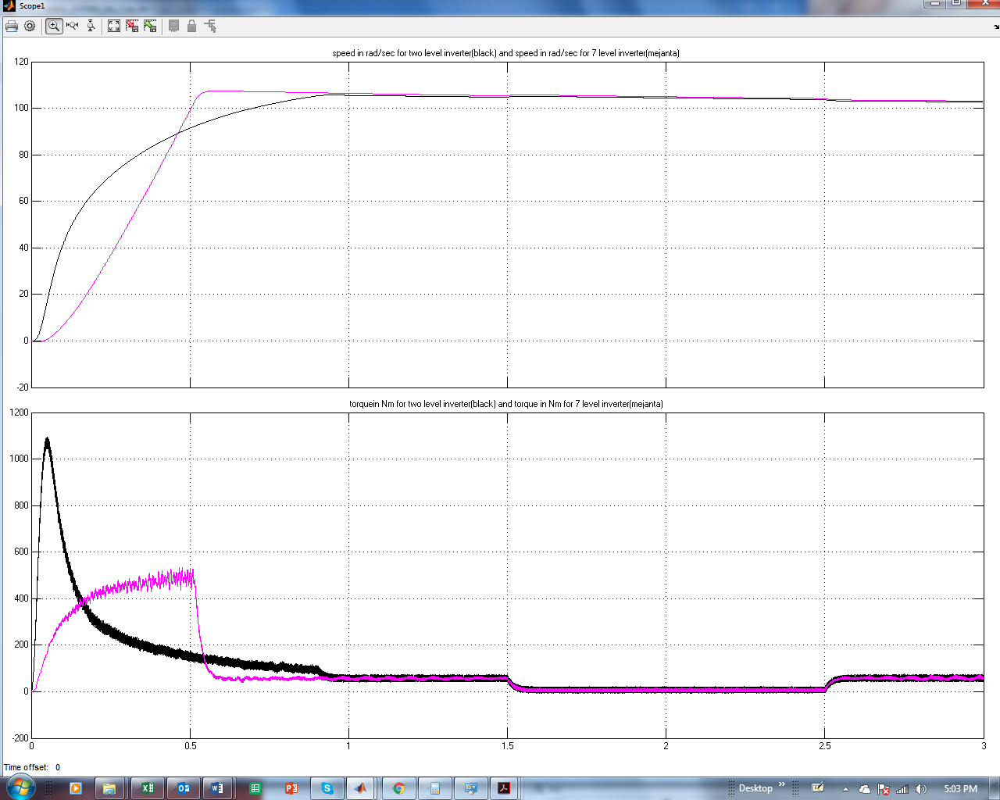 Scope1
speed in rad/sec for two level inverter(black) and speed in rad/sec for 7 level inverter(mejanta)
120
100
80
60
40
20
0
-20
torquein Nm for two level inverter(black) and torque in Nm for 7 level inverter(mejanta)
1200
1000
800
600
400
200
0
-200
0 0.5 1 1.5 2 2.5 3
Time offset: 0
Desktop 5:03 PM